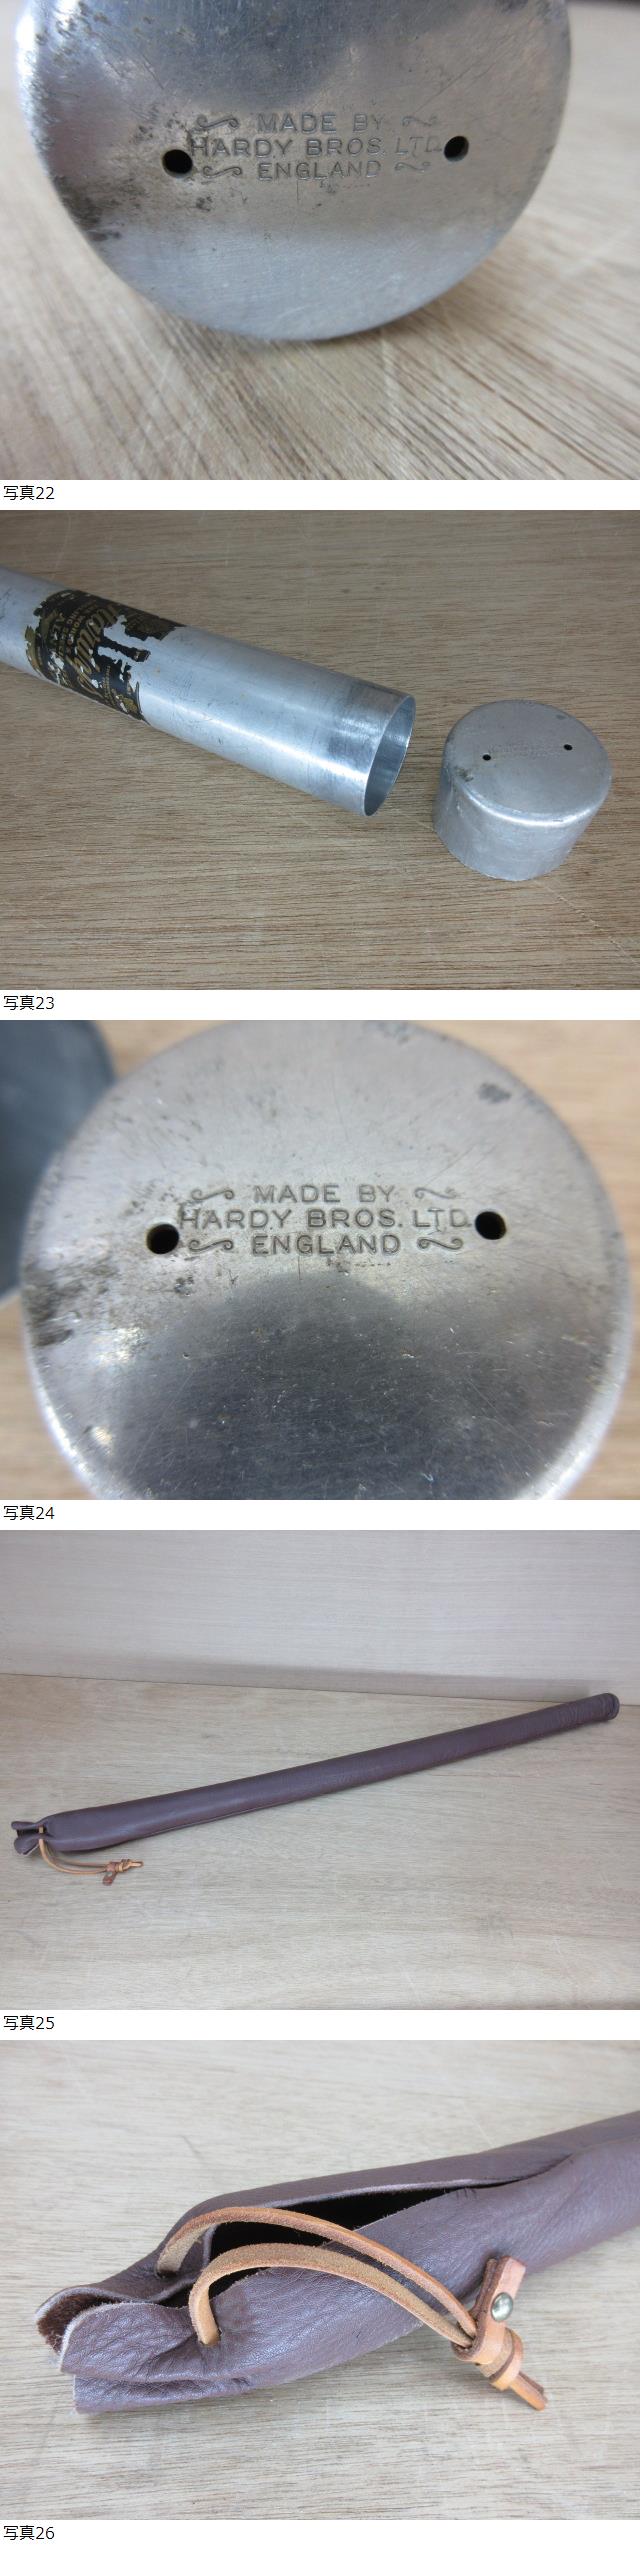 MADE BY
HARDY BROS. LTD.
ENGLAND
写真22
写真23
MADE BY
HARDY BROS. LTD.
ENGLAND
写真24
写真25
写真26